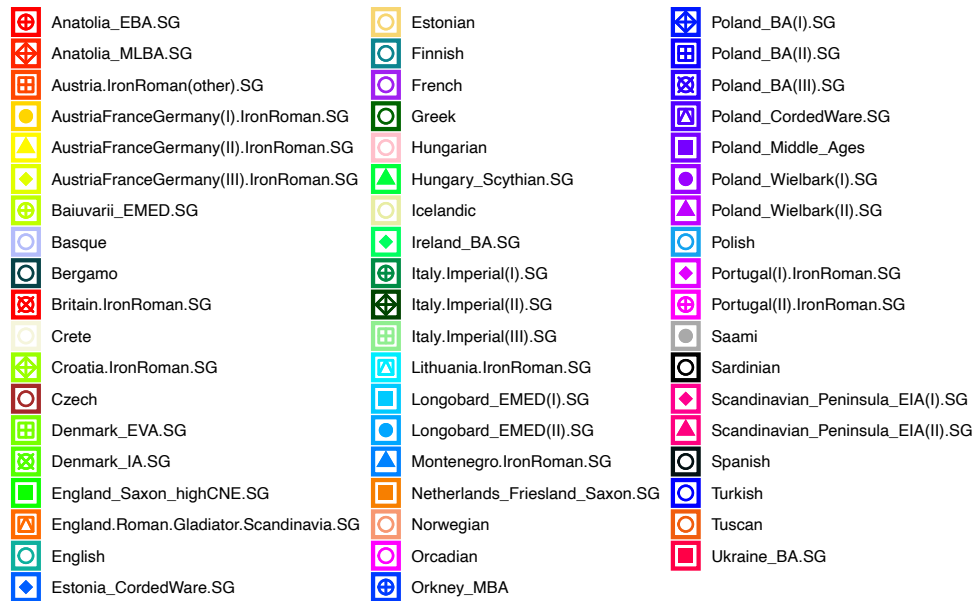 Anatolia_EBA.SG
Anatolia_MLBA.SG
Austria.IronRoman(other).SG
AustriaFranceGermany(I).IronRoman.SG
AustriaFranceGermany(II).IronRoman.SG
AustriaFranceGermany(III).IronRoman.SG
Baiuvarii_EMED.SG
Basque
Bergamo
Britain.IronRoman.SG
Crete
Croatia.IronRoman.SG
Czech
Denmark_EVA.SG
Denmark_IA.SG
England_Saxon_highCNE.SG
England.Roman.Gladiator.Scandinavia.SG
English
Estonia_CordedWare.SG
Estonian
Finnish
French
Greek
Hungarian
Hungary_Scythian.SG
Icelandic
Ireland_BA.SG
Italy.Imperial(I).SG
Italy.Imperial(II).SG
Italy.Imperial(III).SG
Lithuania.IronRoman.SG
Longobard_EMED(I).SG
Longobard_EMED(II).SG
Montenegro.IronRoman.SG
Netherlands_Friesland_Saxon.SG
Norwegian
Orcadian
Orkney_MBA
Poland_BA(I).SG
Poland_BA(II).SG
Poland_BA(III).SG
Poland_CordedWare.SG
Poland_Middle_Ages
Poland_Wielbark(I).SG
Poland_Wielbark(II).SG
Polish
Portugal(I).IronRoman.SG
Portugal(II).IronRoman.SG
Saami
Sardinian
Scandinavian_Peninsula_EIA(I).SG
Scandinavian_Peninsula_EIA(II).SG
Spanish
Turkish
Tuscan
Ukraine_BA.SG